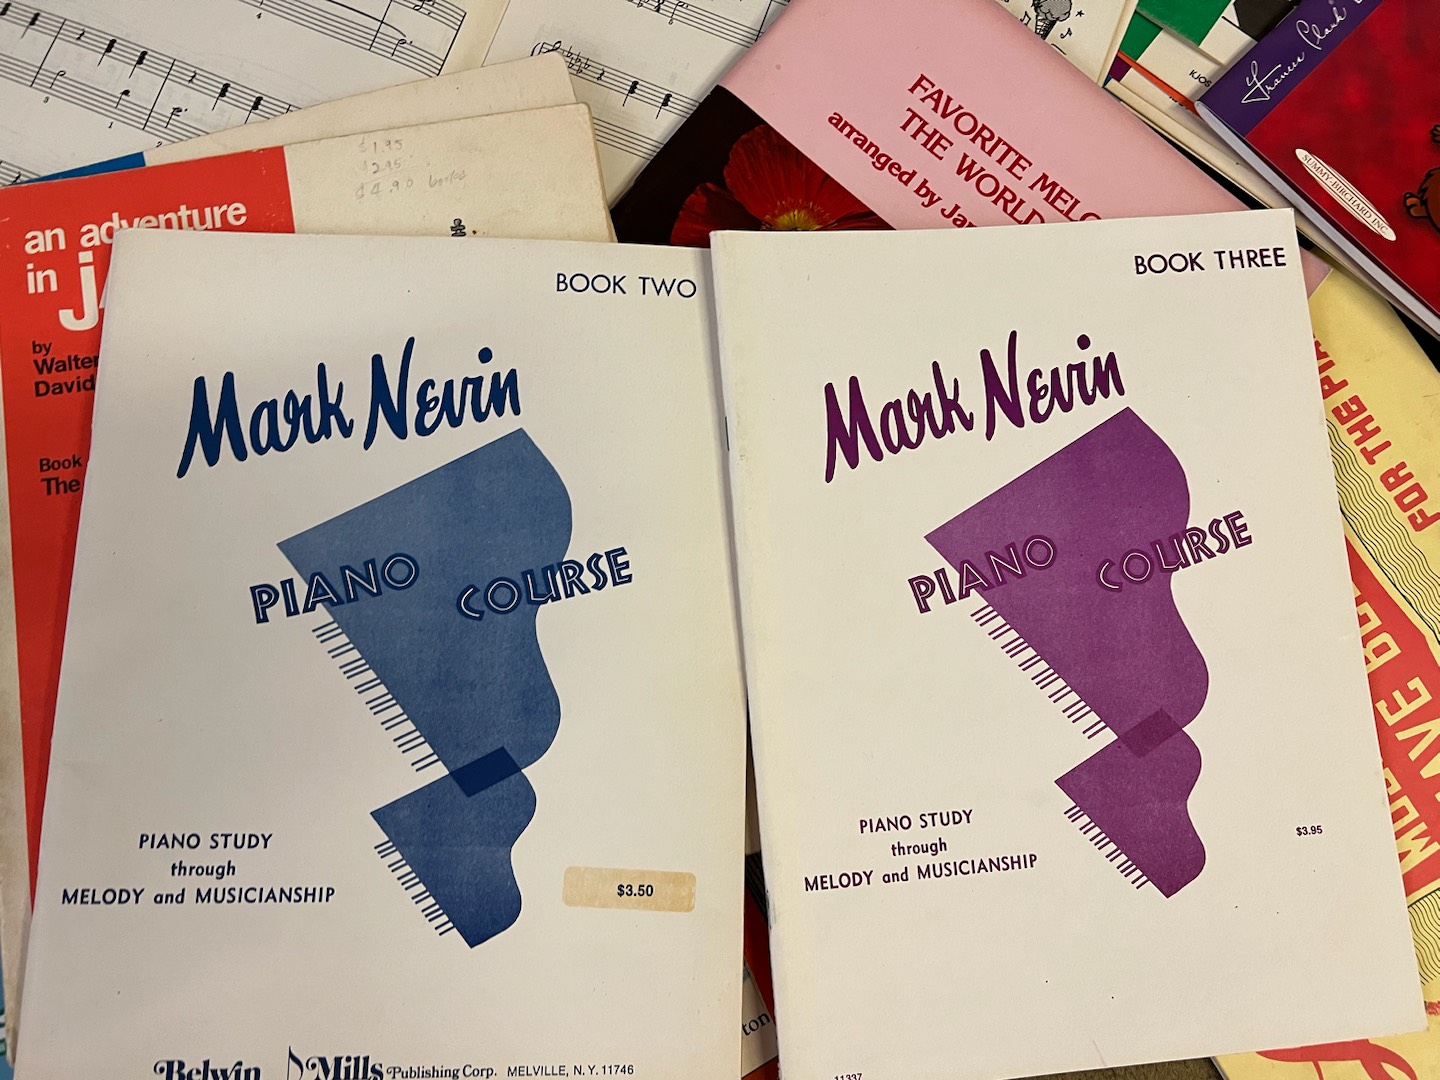 $1.95
$2.95
$4.90 books
an adventure
in
by
Walter
David
Book
The
FAVORITE
THE WORLD
arranged by
KJOS
Frances Clark
SUMMY-BIRCHARD INC.
FOR THE
BOOK TWO
Mark Nevin
PIANO COURSE
PIANO STUDY
through
MELODY and MUSICIANSHIP
$3.50
Belwin Mills Publishing Corp. MELVILLE, N.Y. 11746
BOOK THREE
Mark Nevin
PIANO COURSE
PIANO STUDY
through
MELODY and MUSICIANSHIP
$3.95
11337